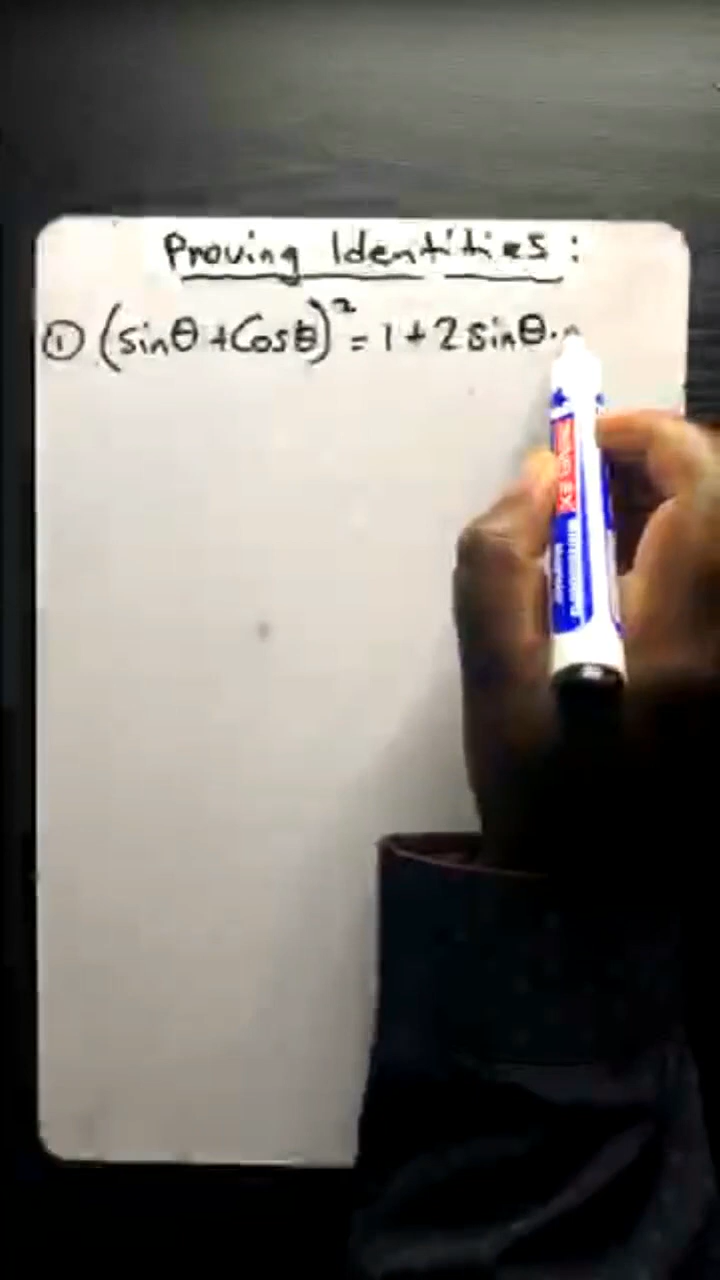 Proving Identities:
① (sinθ + Cosθ)² = 1 + 2 sinθ ·